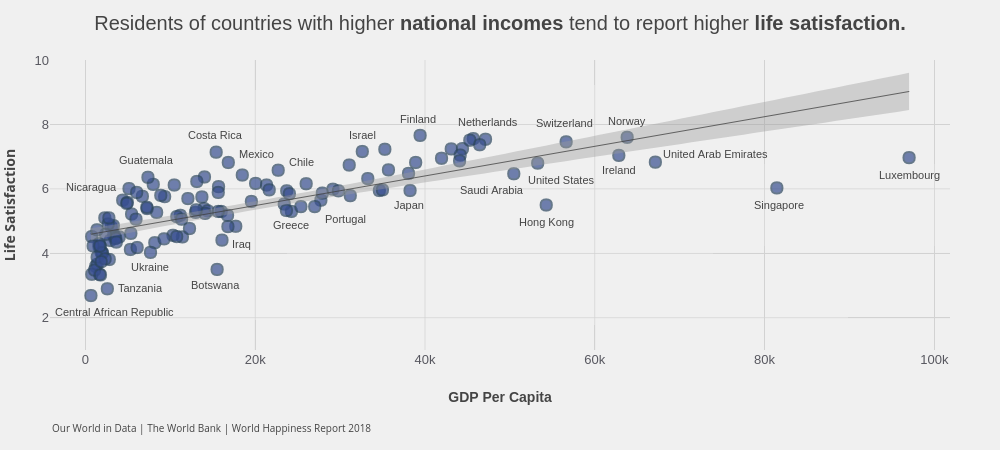 Residents of countries with higher national incomes tend to report higher life satisfaction.
10
8
6
4
2
Life Satisfaction
Finland
Netherlands
Switzerland
Norway
Costa Rica
Israel
Guatemala
Mexico
Chile
United Arab Emirates
Ireland
Luxembourg
Nicaragua
Saudi Arabia
United States
Japan
Singapore
Greece
Portugal
Hong Kong
Iraq
Ukraine
Botswana
Tanzania
Central African Republic
0
20k
40k
60k
80k
100k
GDP Per Capita
Our World in Data | The World Bank | World Happiness Report 2018